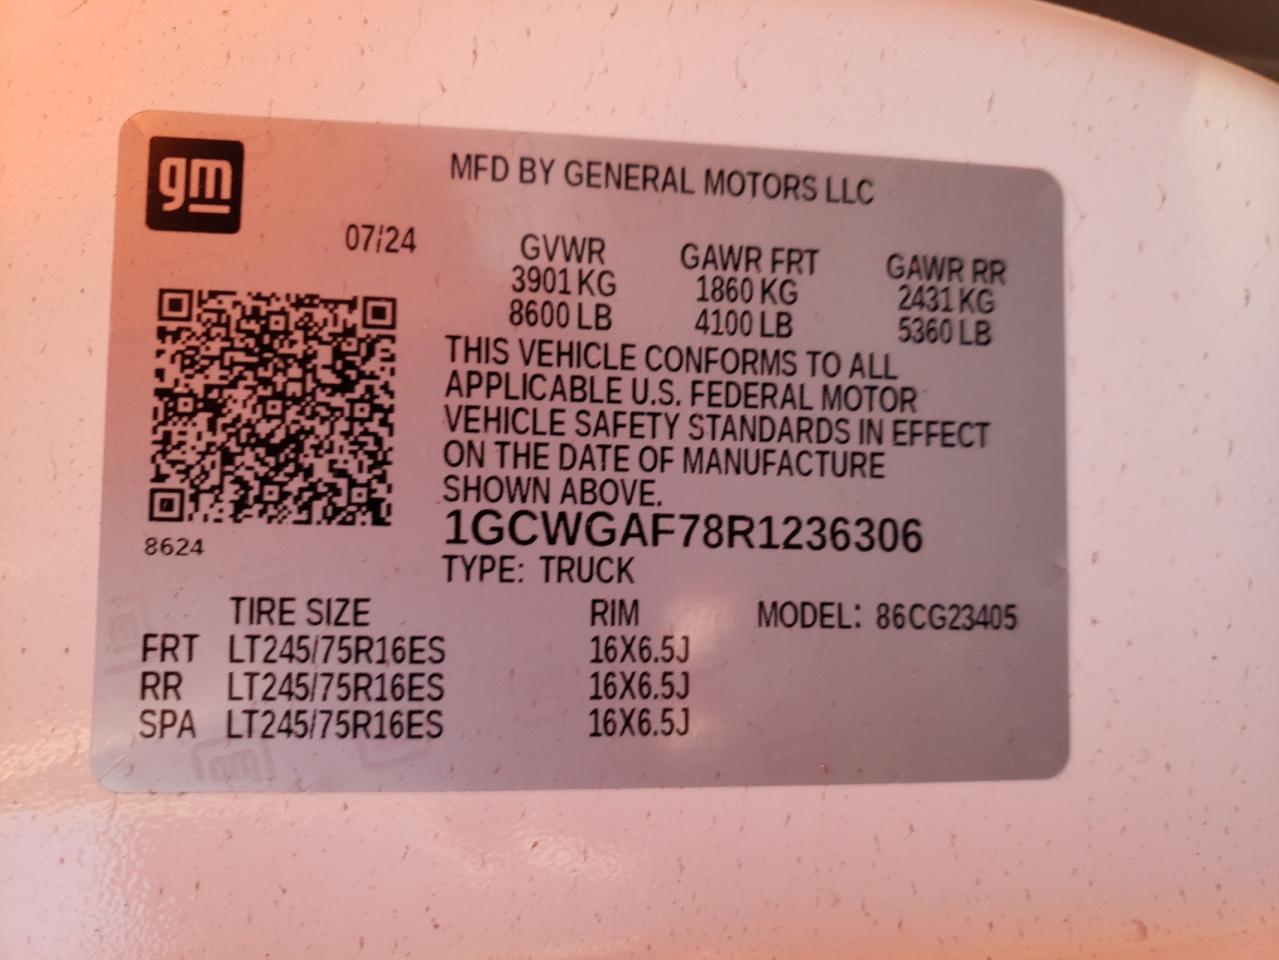 gm
MFD BY GENERAL MOTORS LLC
07/24
GVWR GAWR FRT GAWR RR
3901 KG 1860 KG 2431 KG
8600 LB 4100 LB 5360 LB
THIS VEHICLE CONFORMS TO ALL
APPLICABLE U.S. FEDERAL MOTOR
VEHICLE SAFETY STANDARDS IN EFFECT
ON THE DATE OF MANUFACTURE
SHOWN ABOVE.
1GCWGAF78R1236306
8624
TYPE: TRUCK
TIRE SIZE RIM MODEL: 86CG23405
FRT LT245/75R16ES 16X6.5J
RR LT245/75R16ES 16X6.5J
SPA LT245/75R16ES 16X6.5J